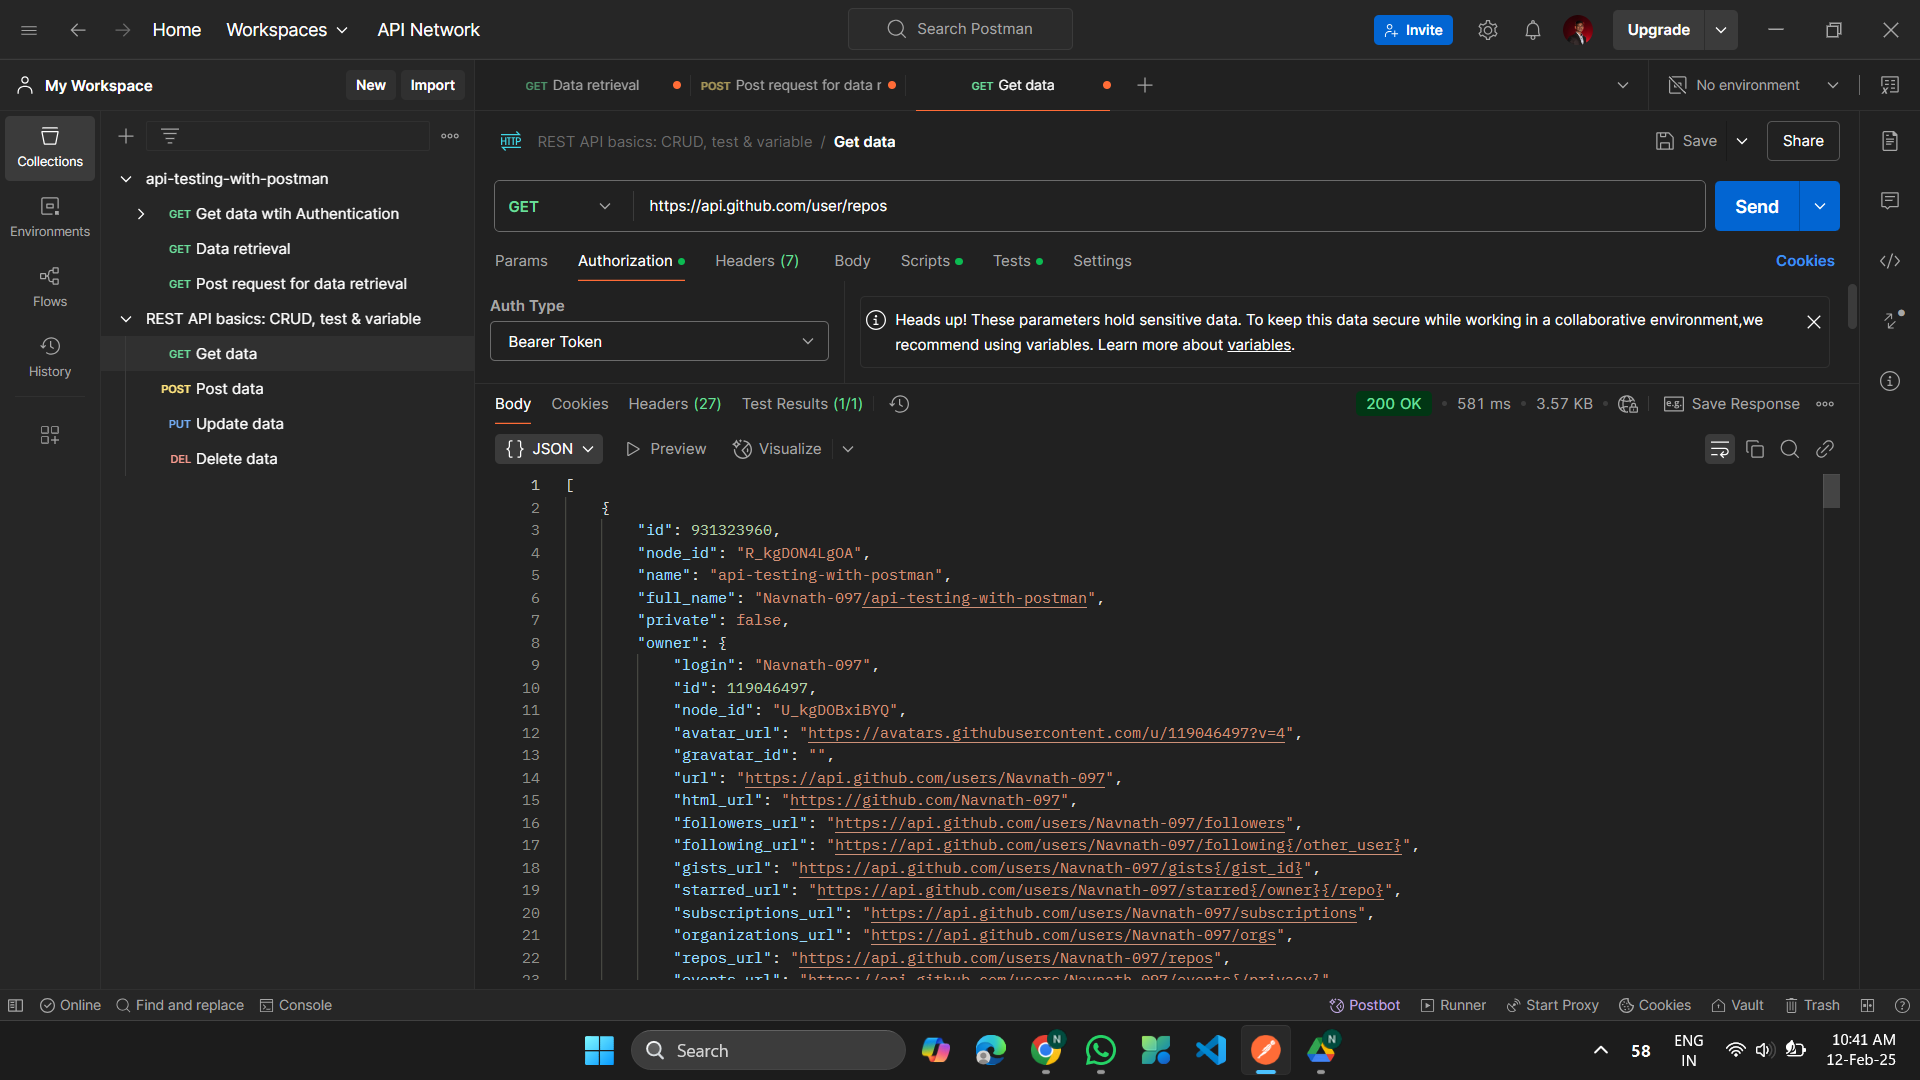 Home Workspaces API Network Search Postman Invite Upgrade
My Workspace New Import GET Data retrieval POST Post request for data r GET Get data No environment
Collections
Environments
Flows
History
api-testing-with-postman
GET Get data wtih Authentication
GET Data retrieval
GET Post request for data retrieval
REST API basics: CRUD, test & variable
GET Get data
POST Post data
PUT Update data
DEL Delete data
HTTP REST API basics: CRUD, test & variable / Get data Save Share
GET https://api.github.com/user/repos Send
Params Authorization Headers (7) Body Scripts Tests Settings Cookies
Auth Type
Bearer Token
Heads up! These parameters hold sensitive data. To keep this data secure while working in a collaborative environment,we
recommend using variables. Learn more about variables.
Body Cookies Headers (27) Test Results (1/1) 200 OK 581 ms 3.57 KB e.g. Save Response
{} JSON Preview Visualize
1 [
2 {
3 "id": 931323960,
4 "node_id": "R_kgDON4LgOA",
5 "name": "api-testing-with-postman",
6 "full_name": "Navnath-097/api-testing-with-postman",
7 "private": false,
8 "owner": {
9 "login": "Navnath-097",
10 "id": 119046497,
11 "node_id": "U_kgDOBxiBYQ",
12 "avatar_url": "https://avatars.githubusercontent.com/u/119046497?v=4",
13 "gravatar_id": "",
14 "url": "https://api.github.com/users/Navnath-097",
15 "html_url": "https://github.com/Navnath-097",
16 "followers_url": "https://api.github.com/users/Navnath-097/followers",
17 "following_url": "https://api.github.com/users/Navnath-097/following{/other_user}",
18 "gists_url": "https://api.github.com/users/Navnath-097/gists{/gist_id}",
19 "starred_url": "https://api.github.com/users/Navnath-097/starred{/owner}{/repo}",
20 "subscriptions_url": "https://api.github.com/users/Navnath-097/subscriptions",
21 "organizations_url": "https://api.github.com/users/Navnath-097/orgs",
22 "repos_url": "https://api.github.com/users/Navnath-097/repos",
23 "events_url": "https://api.github.com/users/Navnath-097/events{/privacy}"
Online Find and replace Console Postbot Runner Start Proxy Cookies Vault Trash
Search N N 58 ENG IN 10:41 AM 12-Feb-25